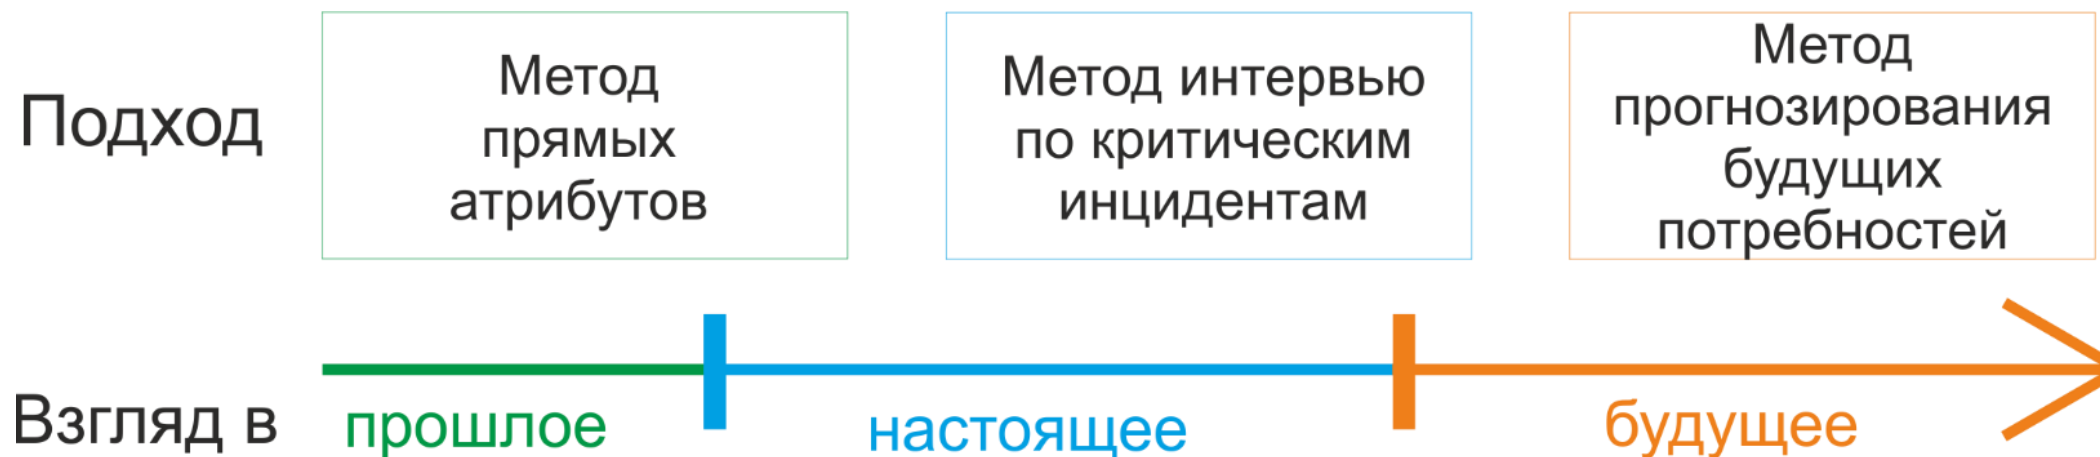 Подход
Метод
прямых
атрибутов
Метод интервью
по критическим
инцидентам
Метод
прогнозирования
будущих
потребностей
Взгляд в
прошлое
настоящее
будущее